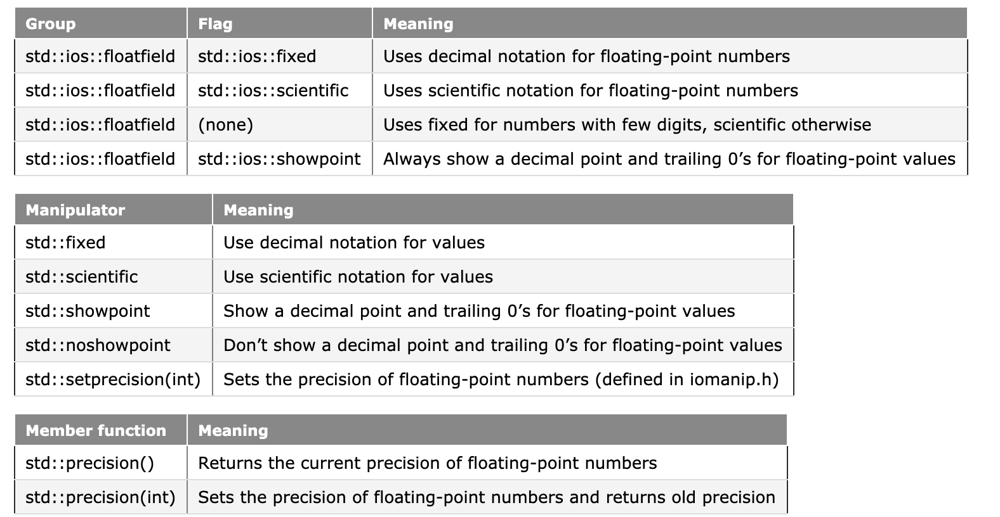 Group Flag Meaning
std::ios::floatfield std::ios::fixed Uses decimal notation for floating-point numbers
std::ios::floatfield std::ios::scientific Uses scientific notation for floating-point numbers
std::ios::floatfield (none) Uses fixed for numbers with few digits, scientific otherwise
std::ios::floatfield std::ios::showpoint Always show a decimal point and trailing 0’s for floating-point values
Manipulator Meaning
std::fixed Use decimal notation for values
std::scientific Use scientific notation for values
std::showpoint Show a decimal point and trailing 0’s for floating-point values
std::noshowpoint Don’t show a decimal point and trailing 0’s for floating-point values
std::setprecision(int) Sets the precision of floating-point numbers (defined in iomanip.h)
Member function Meaning
std::precision() Returns the current precision of floating-point numbers
std::precision(int) Sets the precision of floating-point numbers and returns old precision